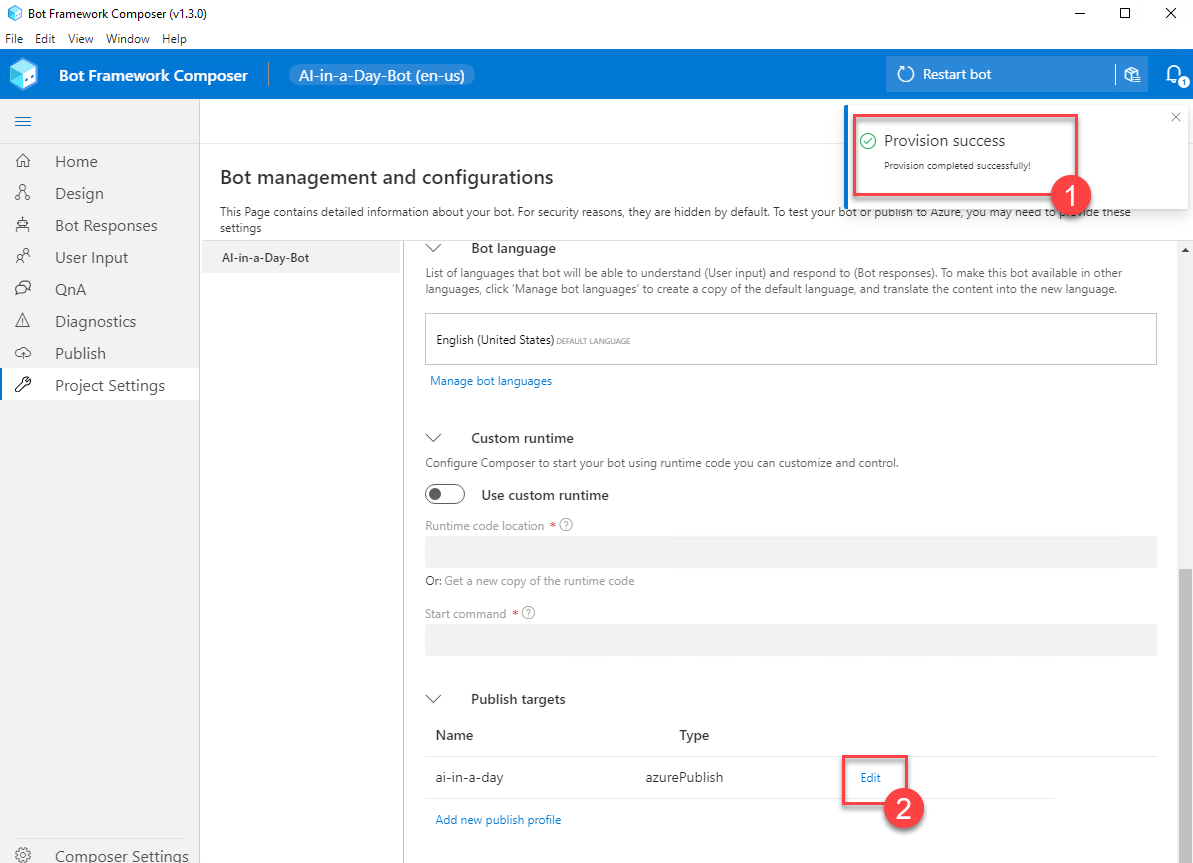 Bot Framework Composer (v1.3.0)
File Edit View Window Help
Bot Framework Composer
AI-in-a-Day-Bot (en-us)
Restart bot
1
Provision success
Provision completed successfully!
1
Home
Design
Bot Responses
User Input
QnA
Diagnostics
Publish
Project Settings
Composer Settings
Bot management and configurations
This Page contains detailed information about your bot. For security reasons, they are hidden by default. To test your bot or publish to Azure, you may need to provide these
settings
AI-in-a-Day-Bot
Bot language
List of languages that bot will be able to understand (User input) and respond to (Bot responses). To make this bot available in other
languages, click ‘Manage bot languages’ to create a copy of the default language, and translate the content into the new language.
English (United States) DEFAULT LANGUAGE
Manage bot languages
Custom runtime
Configure Composer to start your bot using runtime code you can customize and control.
Use custom runtime
Runtime code location * ?
Or: Get a new copy of the runtime code
Start command * ?
Publish targets
Name Type
ai-in-a-day azurePublish Edit
2
Add new publish profile